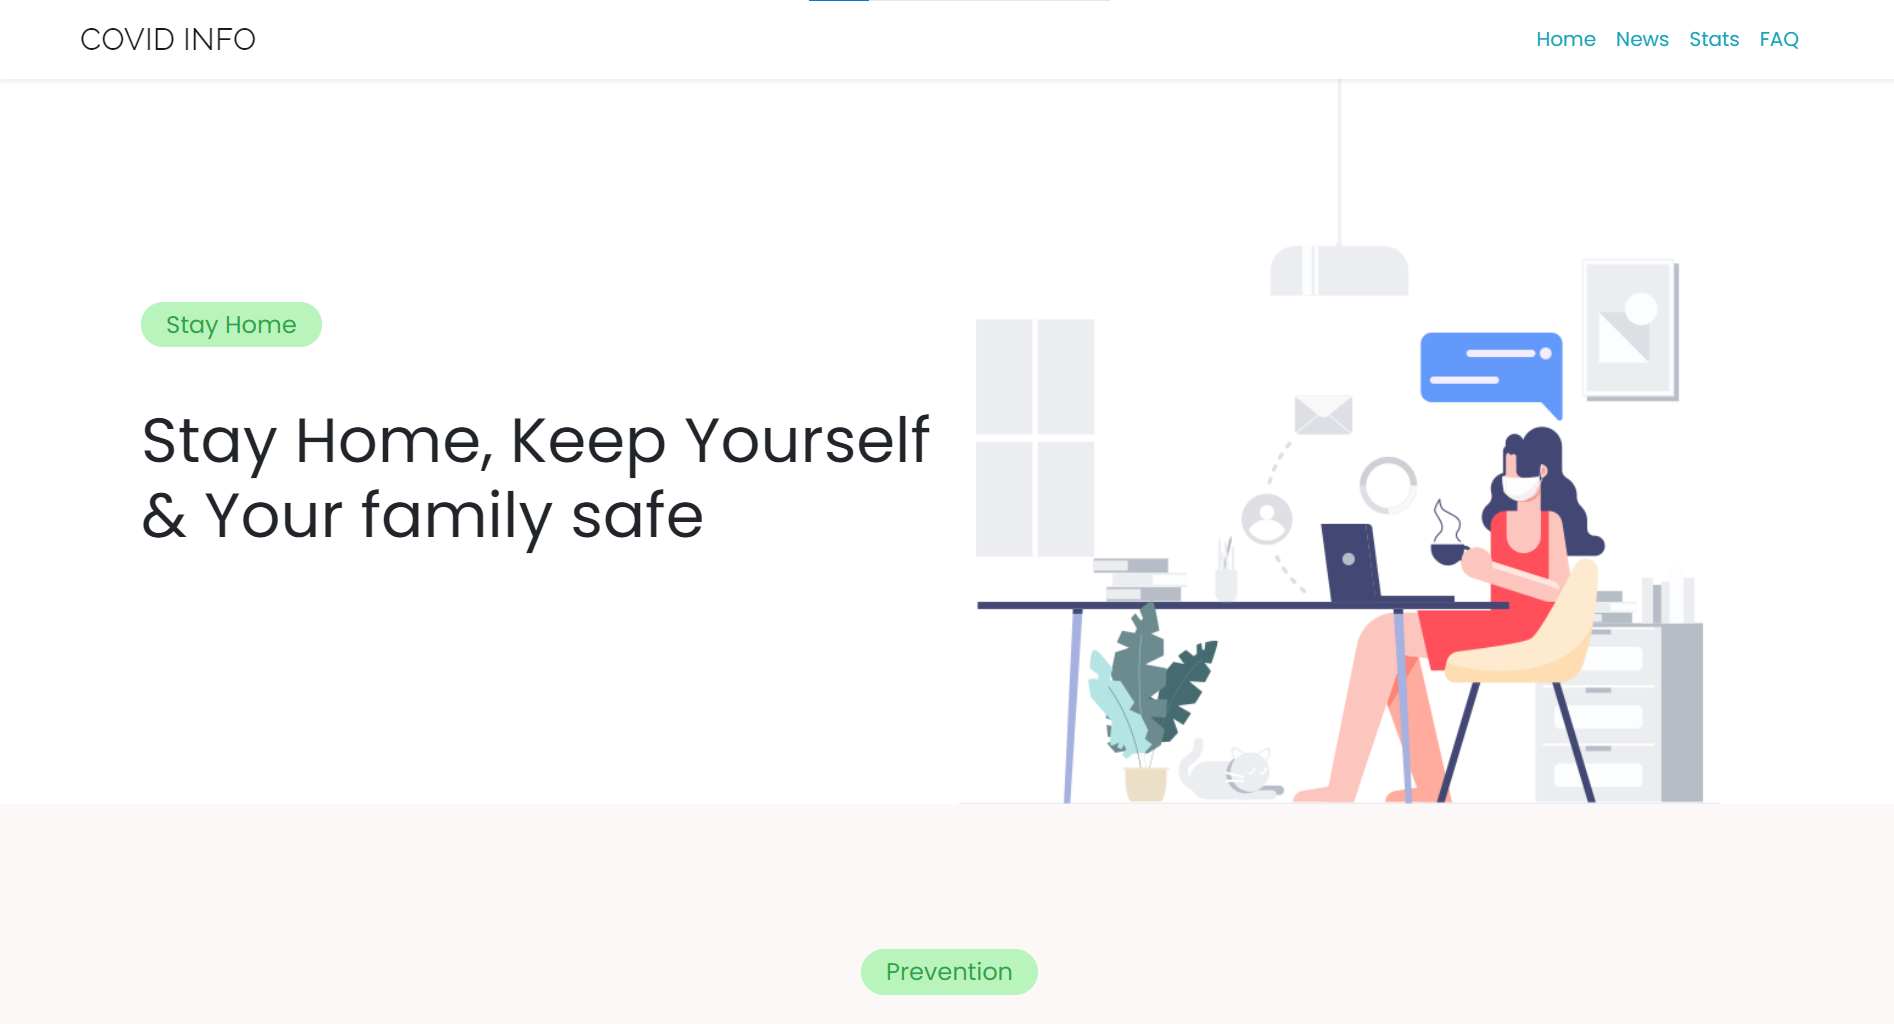 COVID INFO
Home News Stats FAQ
Stay Home
Stay Home, Keep Yourself
& Your family safe
Prevention